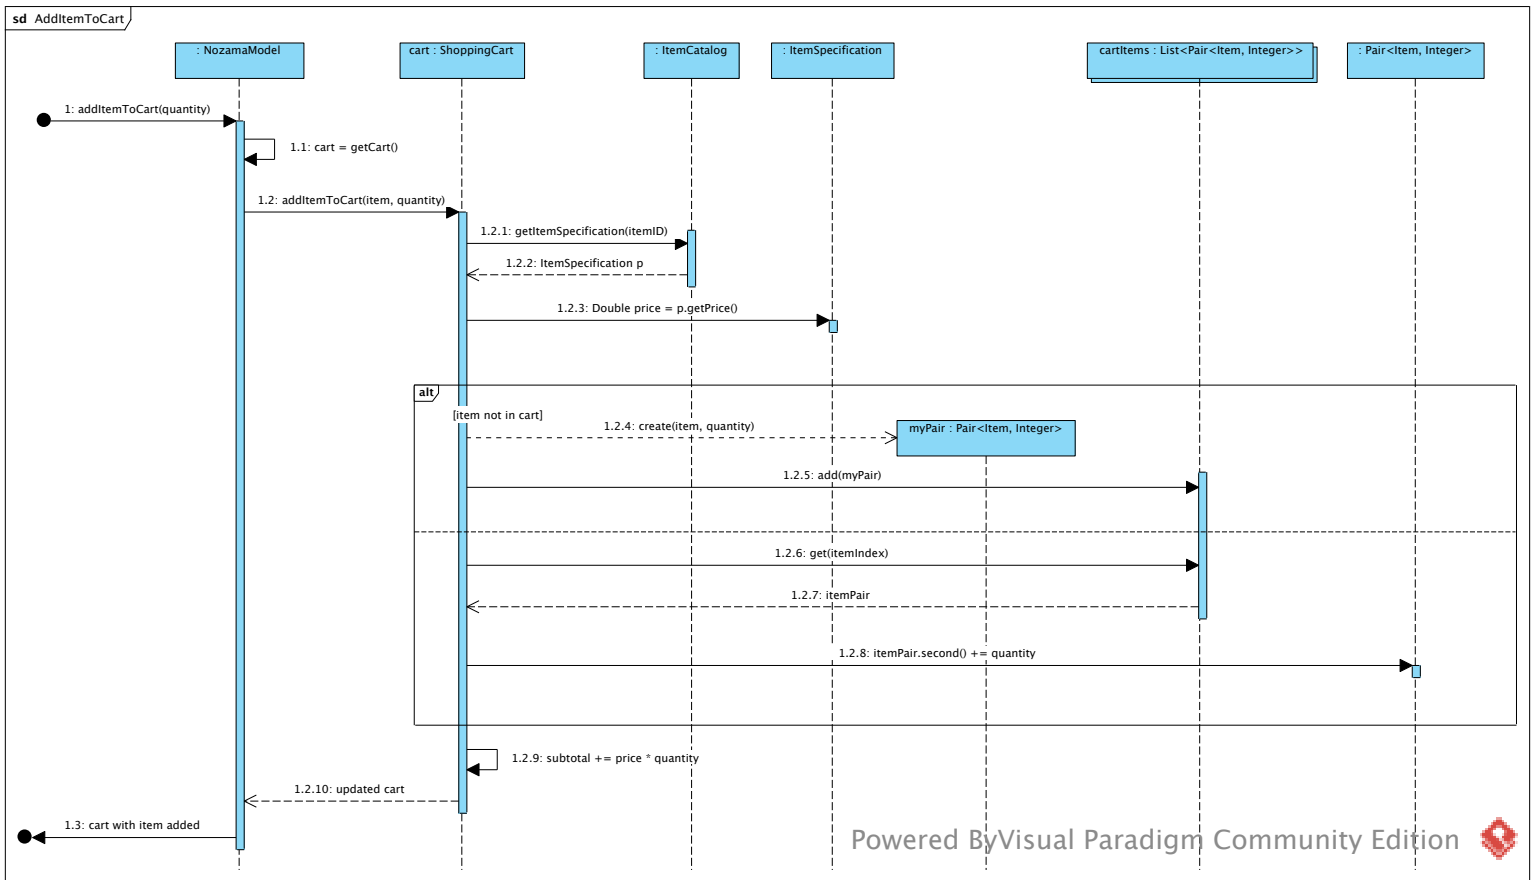 sd AddItemToCart
: NozamaModel
cart : ShoppingCart
: ItemCatalog
: ItemSpecification
cartItems : List<Pair<Item, Integer>>
: Pair<Item, Integer>
1: addItemToCart(quantity)
1.1: cart = getCart()
1.2: addItemToCart(item, quantity)
1.2.1: getItemSpecification(itemID)
1.2.2: ItemSpecification p
1.2.3: Double price = p.getPrice()
alt
[item not in cart]
1.2.4: create(item, quantity)
myPair : Pair<Item, Integer>
1.2.5: add(myPair)
1.2.6: get(itemIndex)
1.2.7: itemPair
1.2.8: itemPair.second() += quantity
1.2.9: subtotal += price * quantity
1.2.10: updated cart
1.3: cart with item added
Powered ByVisual Paradigm Community Edition